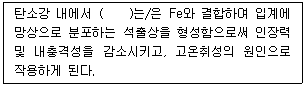 탄소강 내에서 (    )는/은 Fe와 결합하여 입계에
망상으로 분포하는 석출상을 형성함으로써 인장력
및 내충격성을 감소시키고, 고온취성의 원인으로
작용하게 된다.